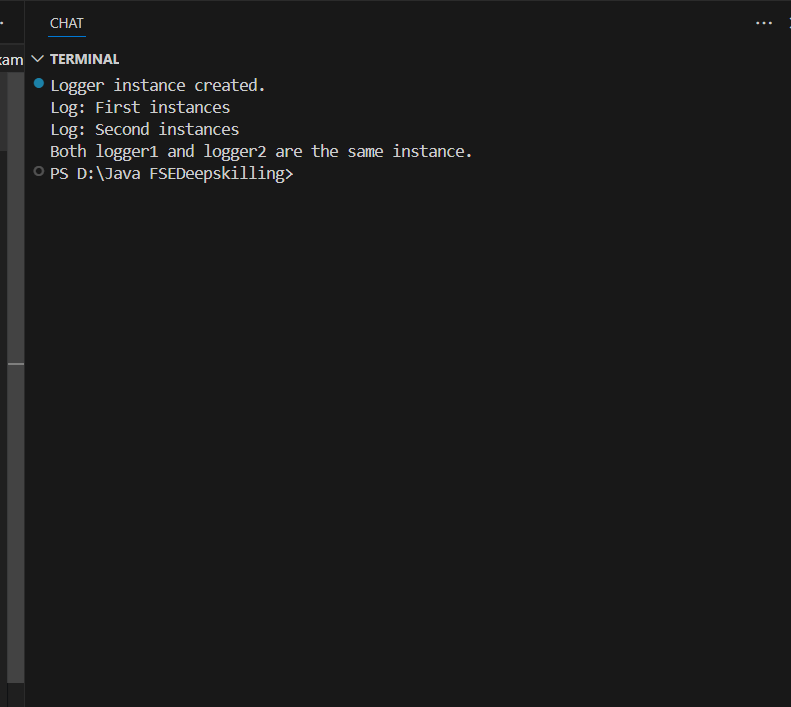 CHAT
TERMINAL
Logger instance created.
Log: First instances
Log: Second instances
Both logger1 and logger2 are the same instance.
PS D:\Java FSEDeepskilling>